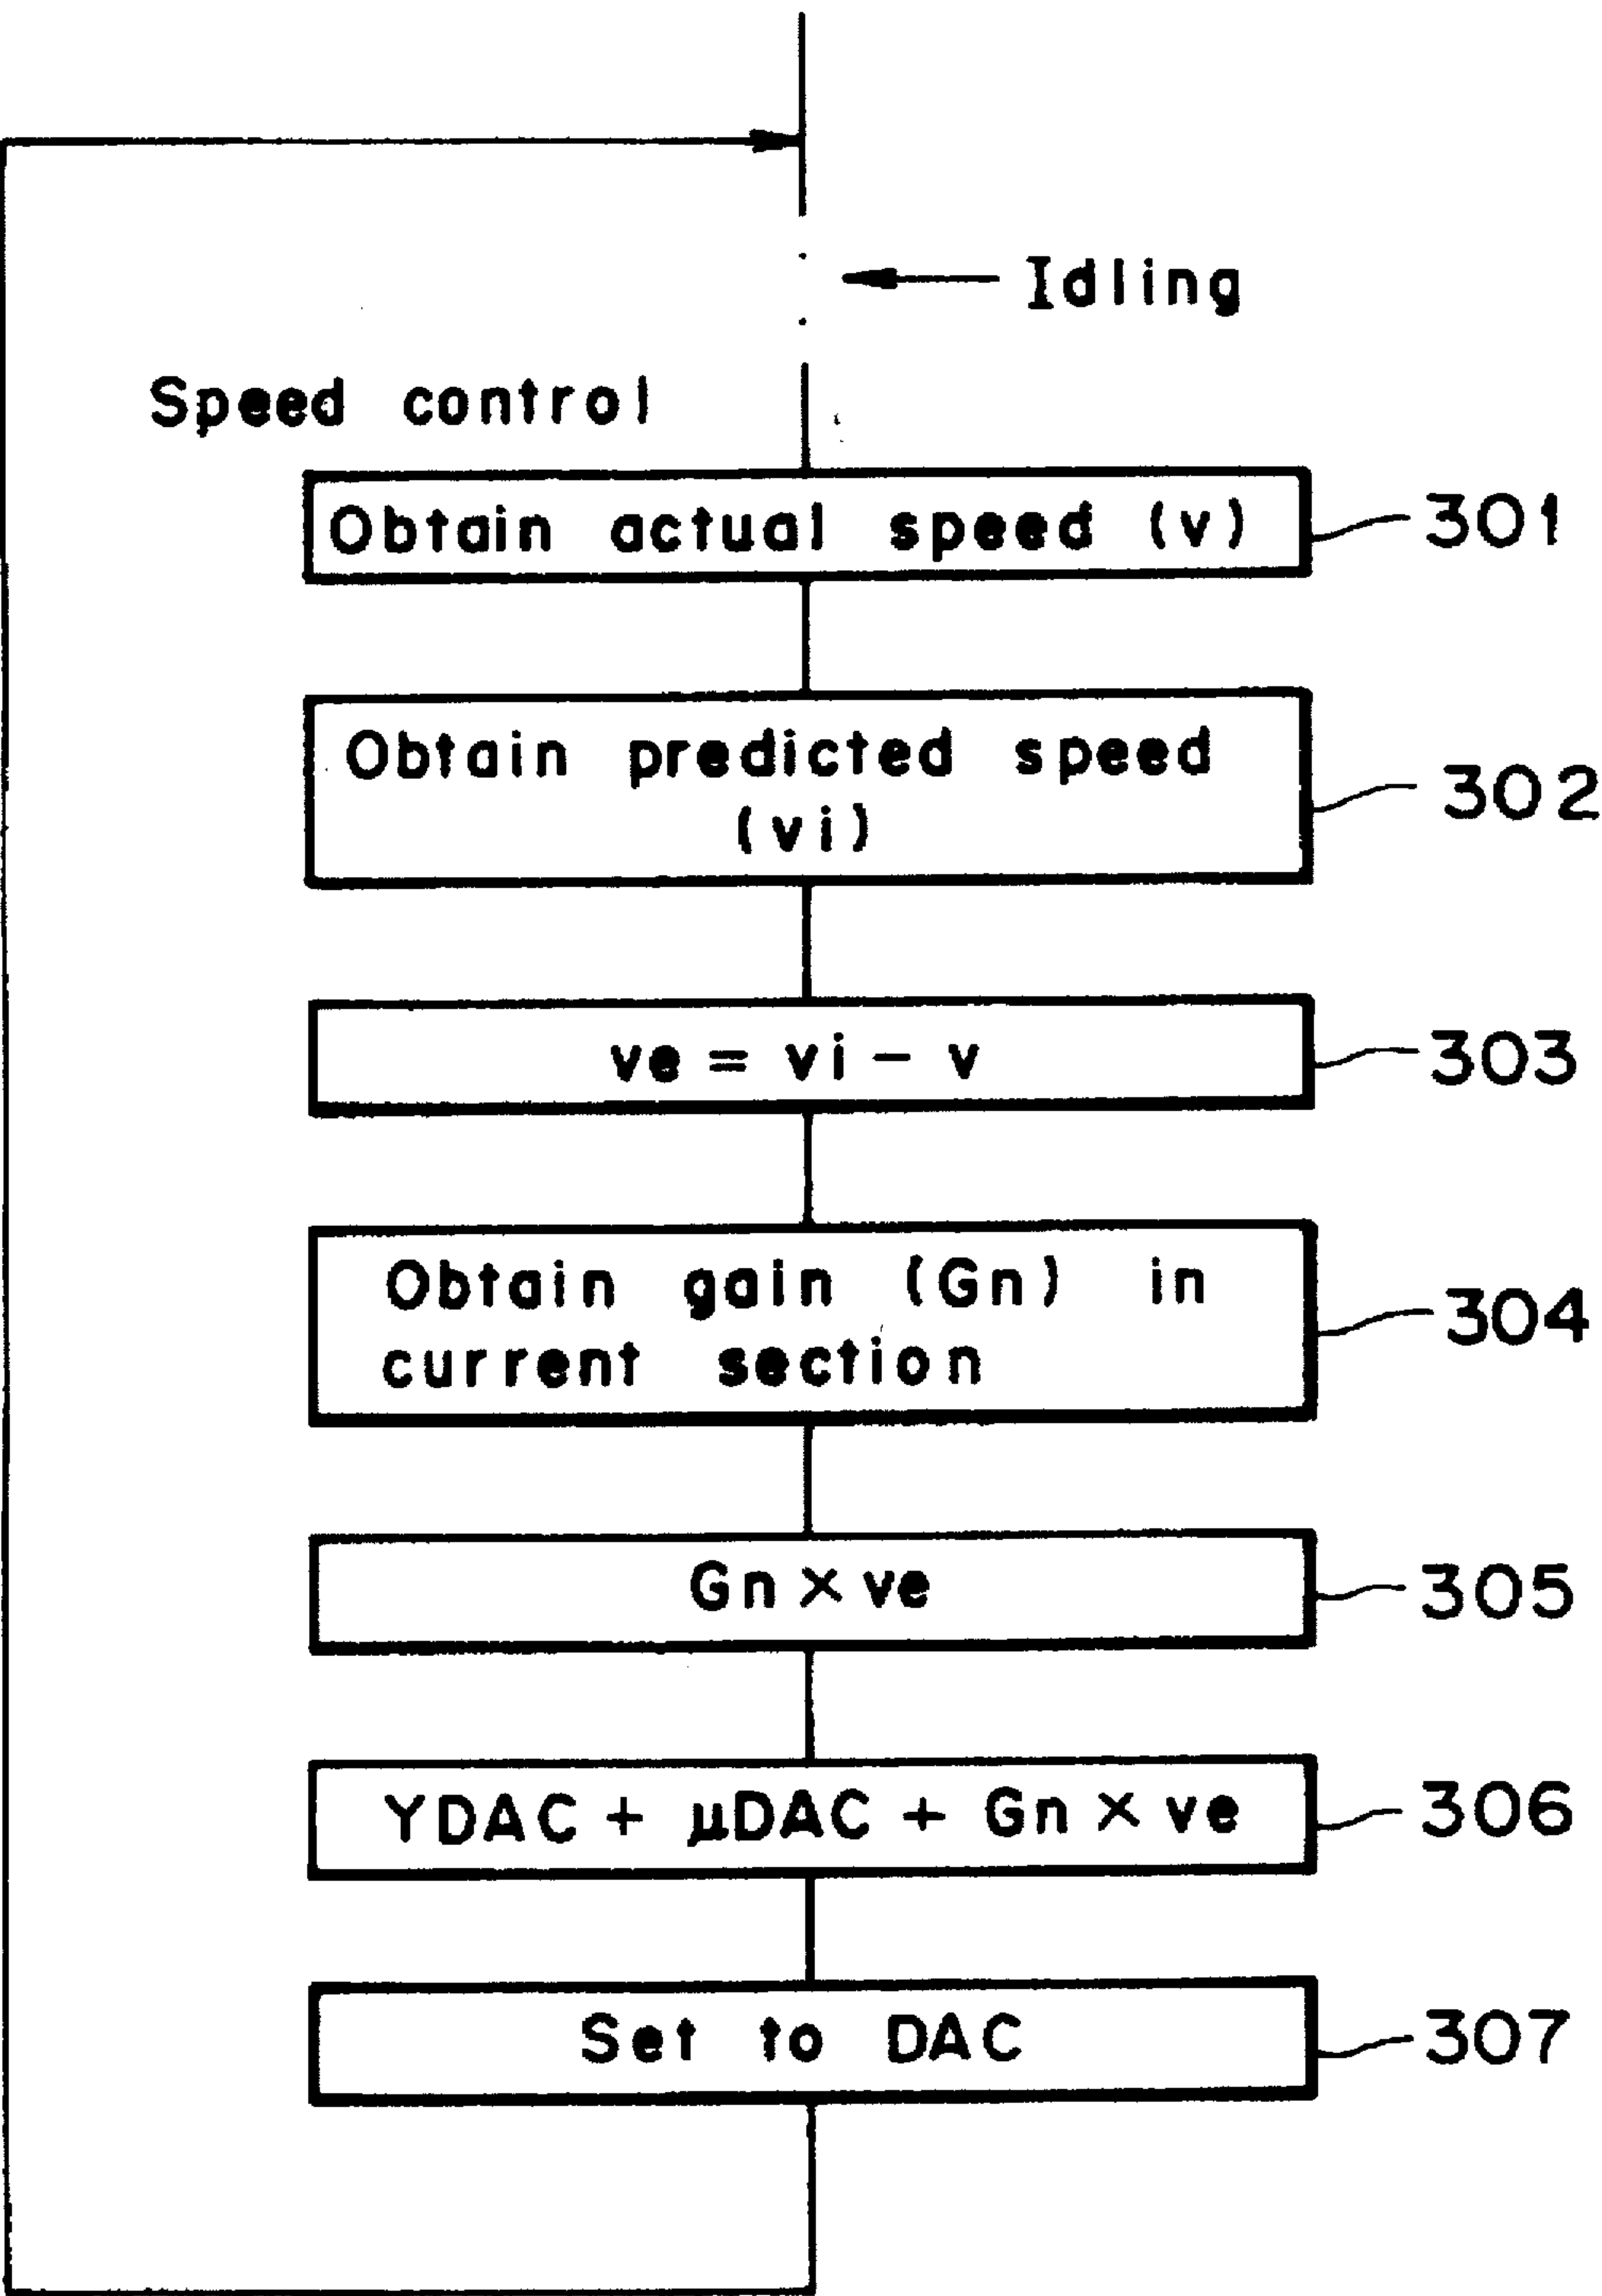 Idling
Speed control
Obtain actual speed (v)
301
Obtain predicted speed
(vi)
302
ve = vi - v
303
Obtain gain (Gn) in
current section
304
Gn × ve
305
YDAC + µDAC + Gn × ve
306
Set to DAC
307